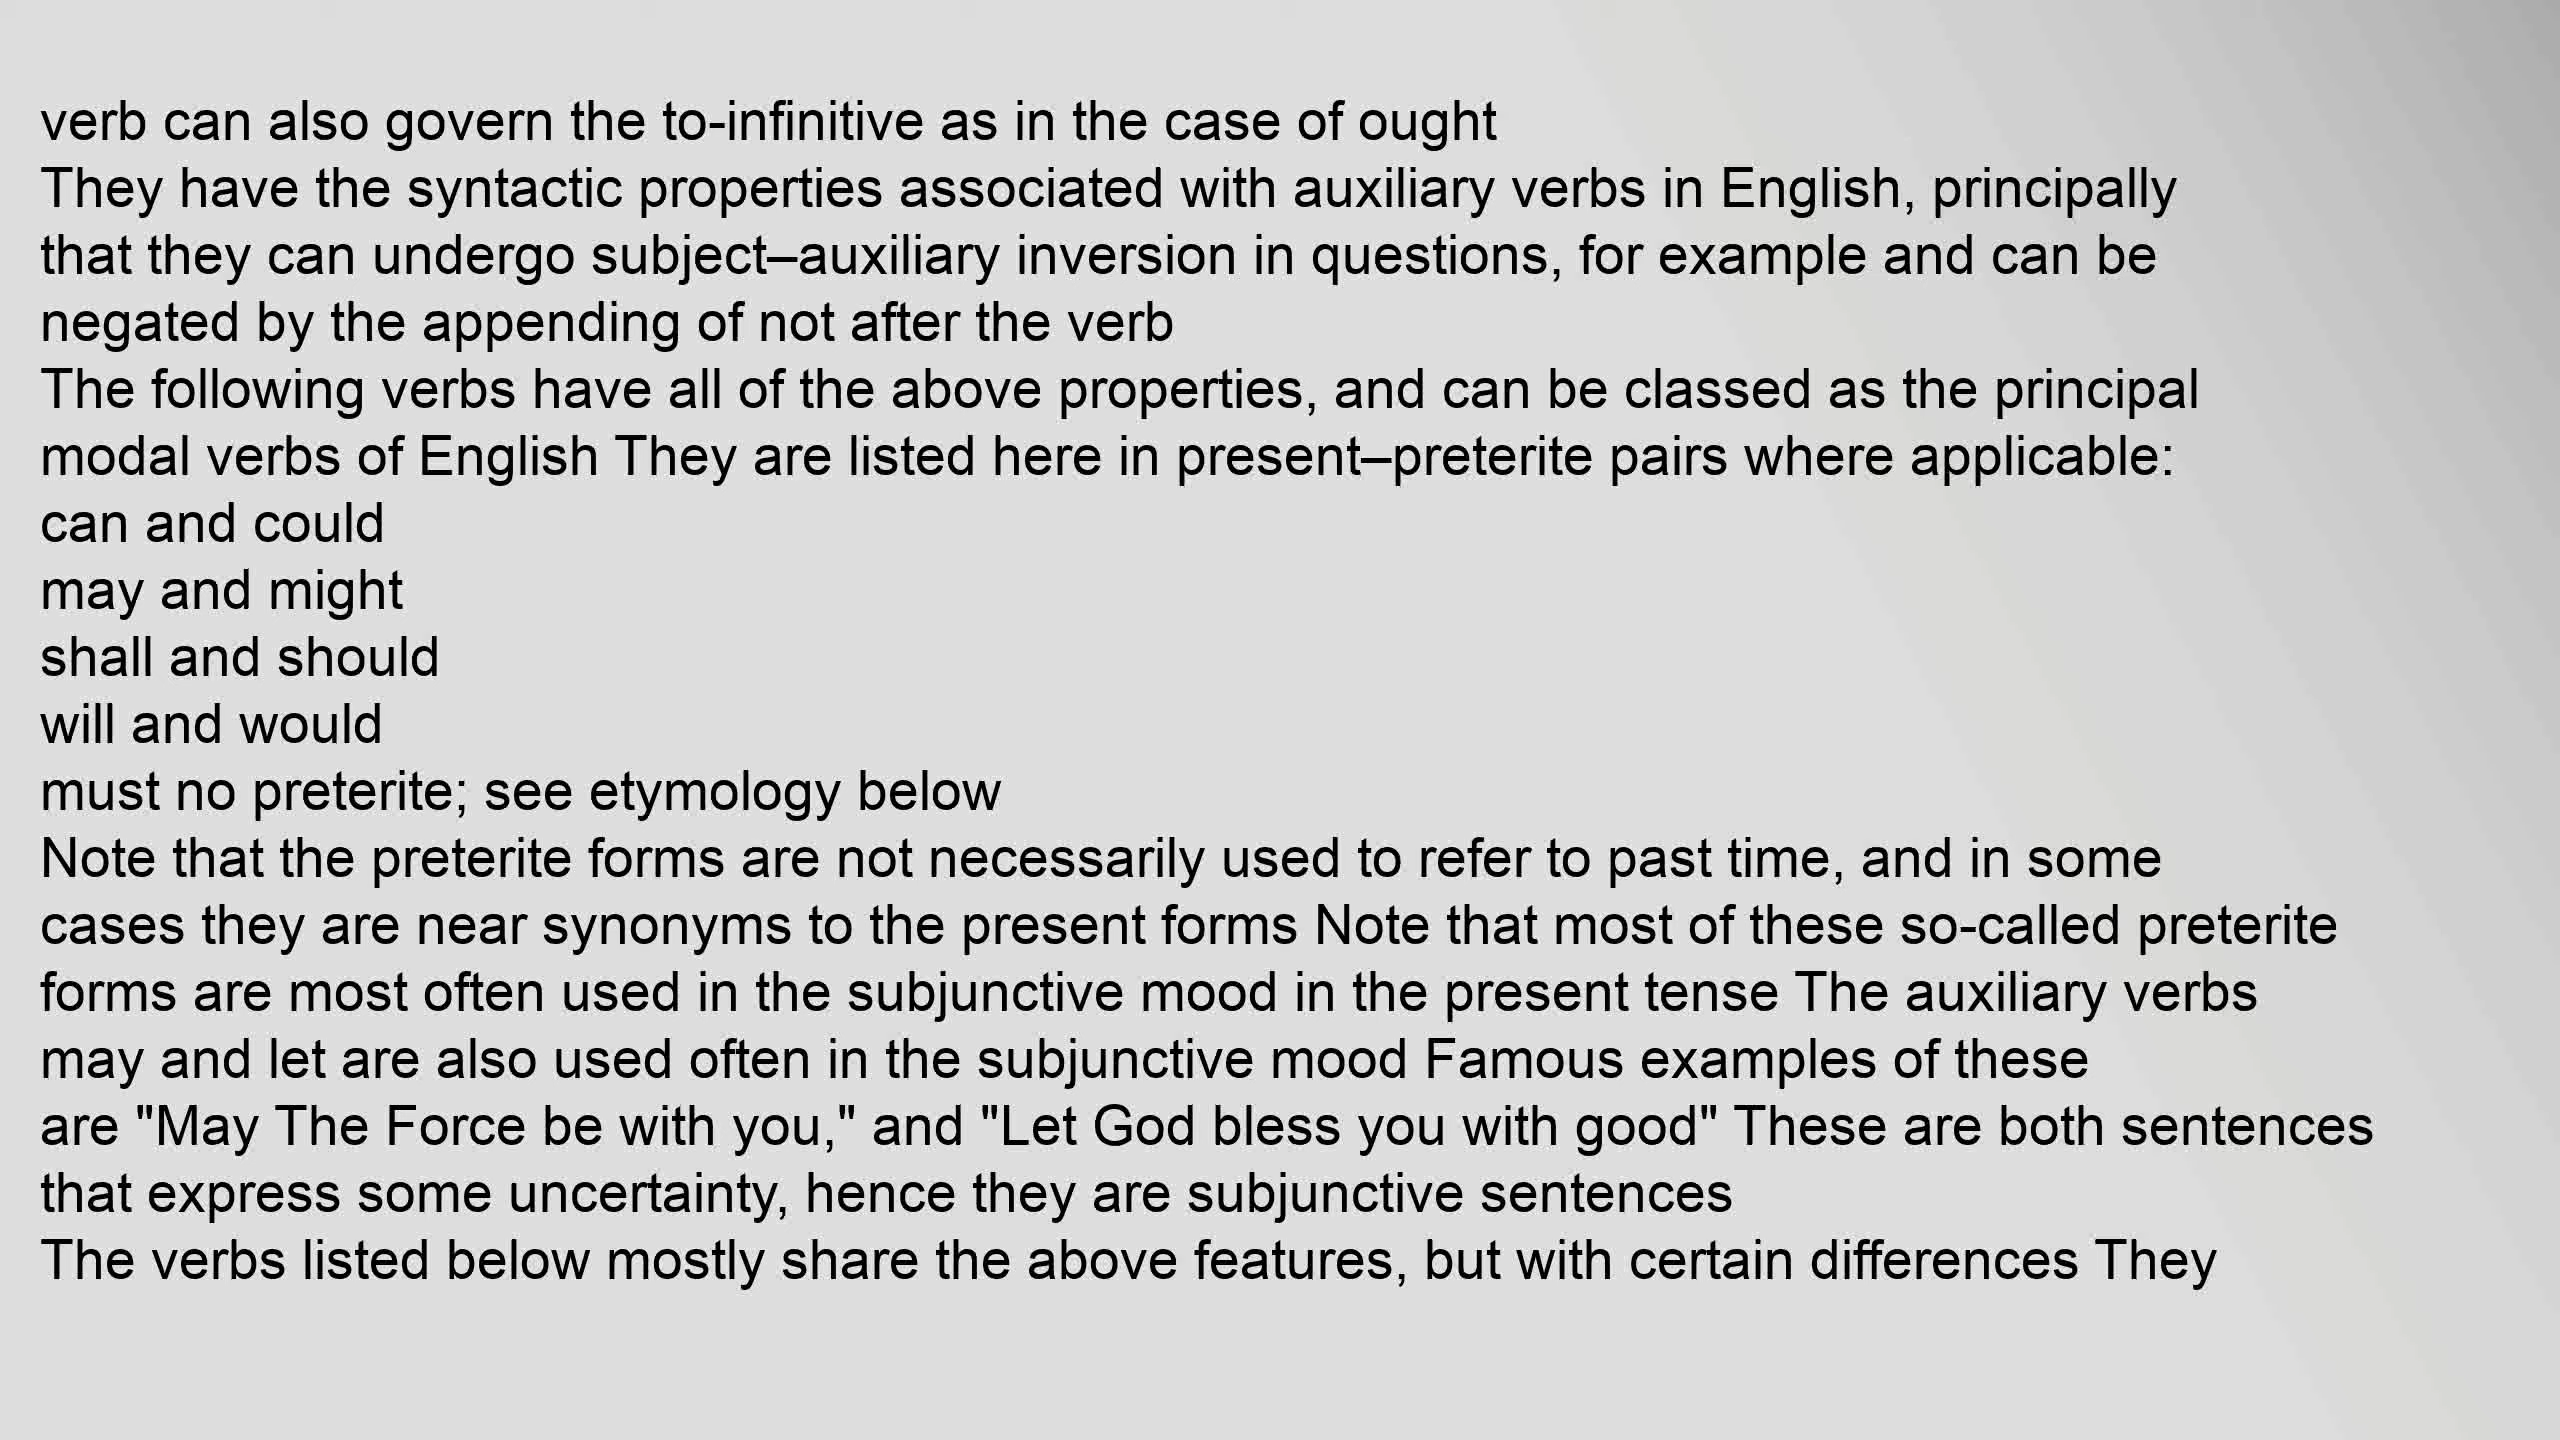 verb can also govern the to-infinitive as in the case of ought
They have the syntactic properties associated with auxiliary verbs in English, principally
that they can undergo subject–auxiliary inversion in questions, for example and can be
negated by the appending of not after the verb
The following verbs have all of the above properties, and can be classed as the principal
modal verbs of English They are listed here in present–preterite pairs where applicable:
can and could
may and might
shall and should
will and would
must no preterite; see etymology below
Note that the preterite forms are not necessarily used to refer to past time, and in some
cases they are near synonyms to the present forms Note that most of these so-called preterite
forms are most often used in the subjunctive mood in the present tense The auxiliary verbs
may and let are also used often in the subjunctive mood Famous examples of these
are "May The Force be with you," and "Let God bless you with good" These are both sentences
that express some uncertainty, hence they are subjunctive sentences
The verbs listed below mostly share the above features, but with certain differences They